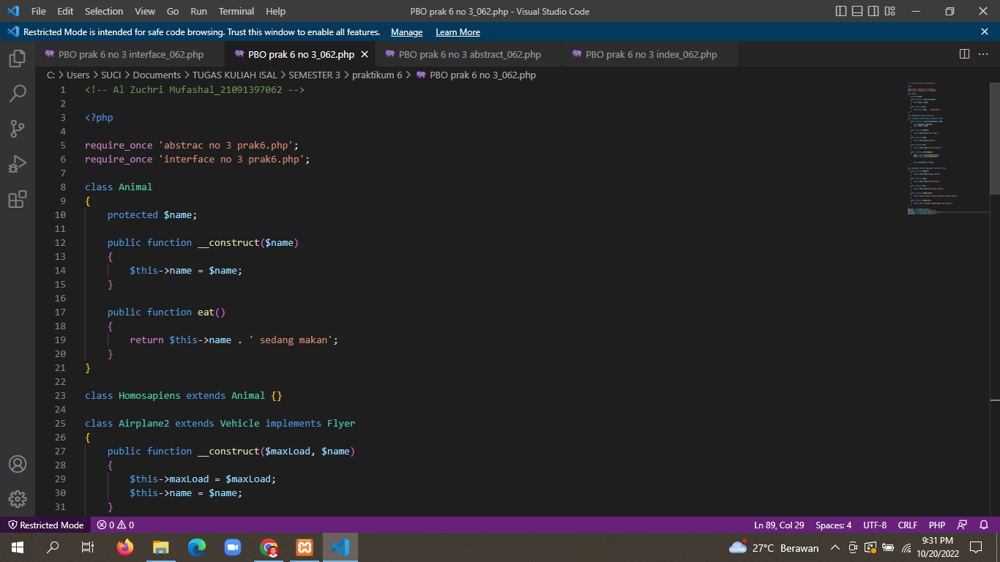 File Edit Selection View Go Run Terminal Help PBO prak 6 no 3_062.php - Visual Studio Code
Restricted Mode is intended for safe code browsing. Trust this window to enable all features. Manage Learn More
PBO prak 6 no 3 interface_062.php PBO prak 6 no 3_062.php PBO prak 6 no 3 abstract_062.php PBO prak 6 no 3 index_062.php
C: > Users > SUCI > Documents > TUGAS KULIAH ISAL > SEMESTER 3 > praktikum 6 > PBO prak 6 no 3_062.php
1 <!-- Al Zuchri Mufashal_21091397062 -->
2
3 <?php
4
5 require_once 'abstrac no 3 prak6.php';
6 require_once 'interface no 3 prak6.php';
7
8 class Animal
9 {
10 protected $name;
11
12 public function __construct($name)
13 {
14 $this->name = $name;
15 }
16
17 public function eat()
18 {
19 return $this->name . ' sedang makan';
20 }
21 }
22
23 class Homosapiens extends Animal {}
24
25 class Airplane2 extends Vehicle implements Flyer
26 {
27 public function __construct($maxLoad, $name)
28 {
29 $this->maxLoad = $maxLoad;
30 $this->name = $name;
31 }
Restricted Mode 0 0 Ln 89, Col 29 Spaces: 4 UTF-8 CRLF PHP
27°C Berawan 9:31 PM
10/20/2022